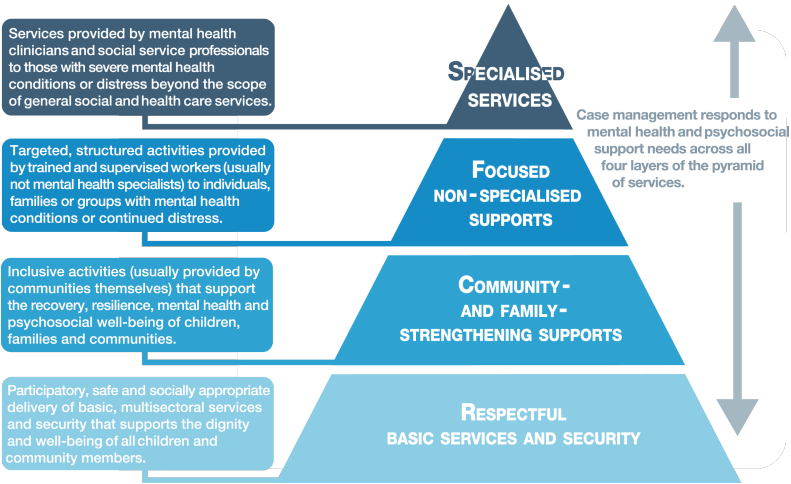 Services provided by mental health
clinicians and social service professionals
to those with severe mental health
conditions or distress beyond the scope
of general social and health care services.
SPECIALISED
SERVICES
Case management responds to
mental health and psychosocial
support needs across all
four layers of the pyramid
of services.
Targeted, structured activities provided
by trained and supervised workers (usually
not mental health specialists) to individuals,
families or groups with mental health
conditions or continued distress.
FOCUSED
NON-SPECIALISED
SUPPORTS
Inclusive activities (usually provided by
communities themselves) that support
the recovery, resilience, mental health and
psychosocial well-being of children,
families and communities.
COMMUNITY-
AND FAMILY-
STRENGTHENING SUPPORTS
Participatory, safe and socially appropriate
delivery of basic, multisectoral services
and security that supports the dignity
and well-being of all children and
community members.
RESPECTFUL
BASIC SERVICES AND SECURITY